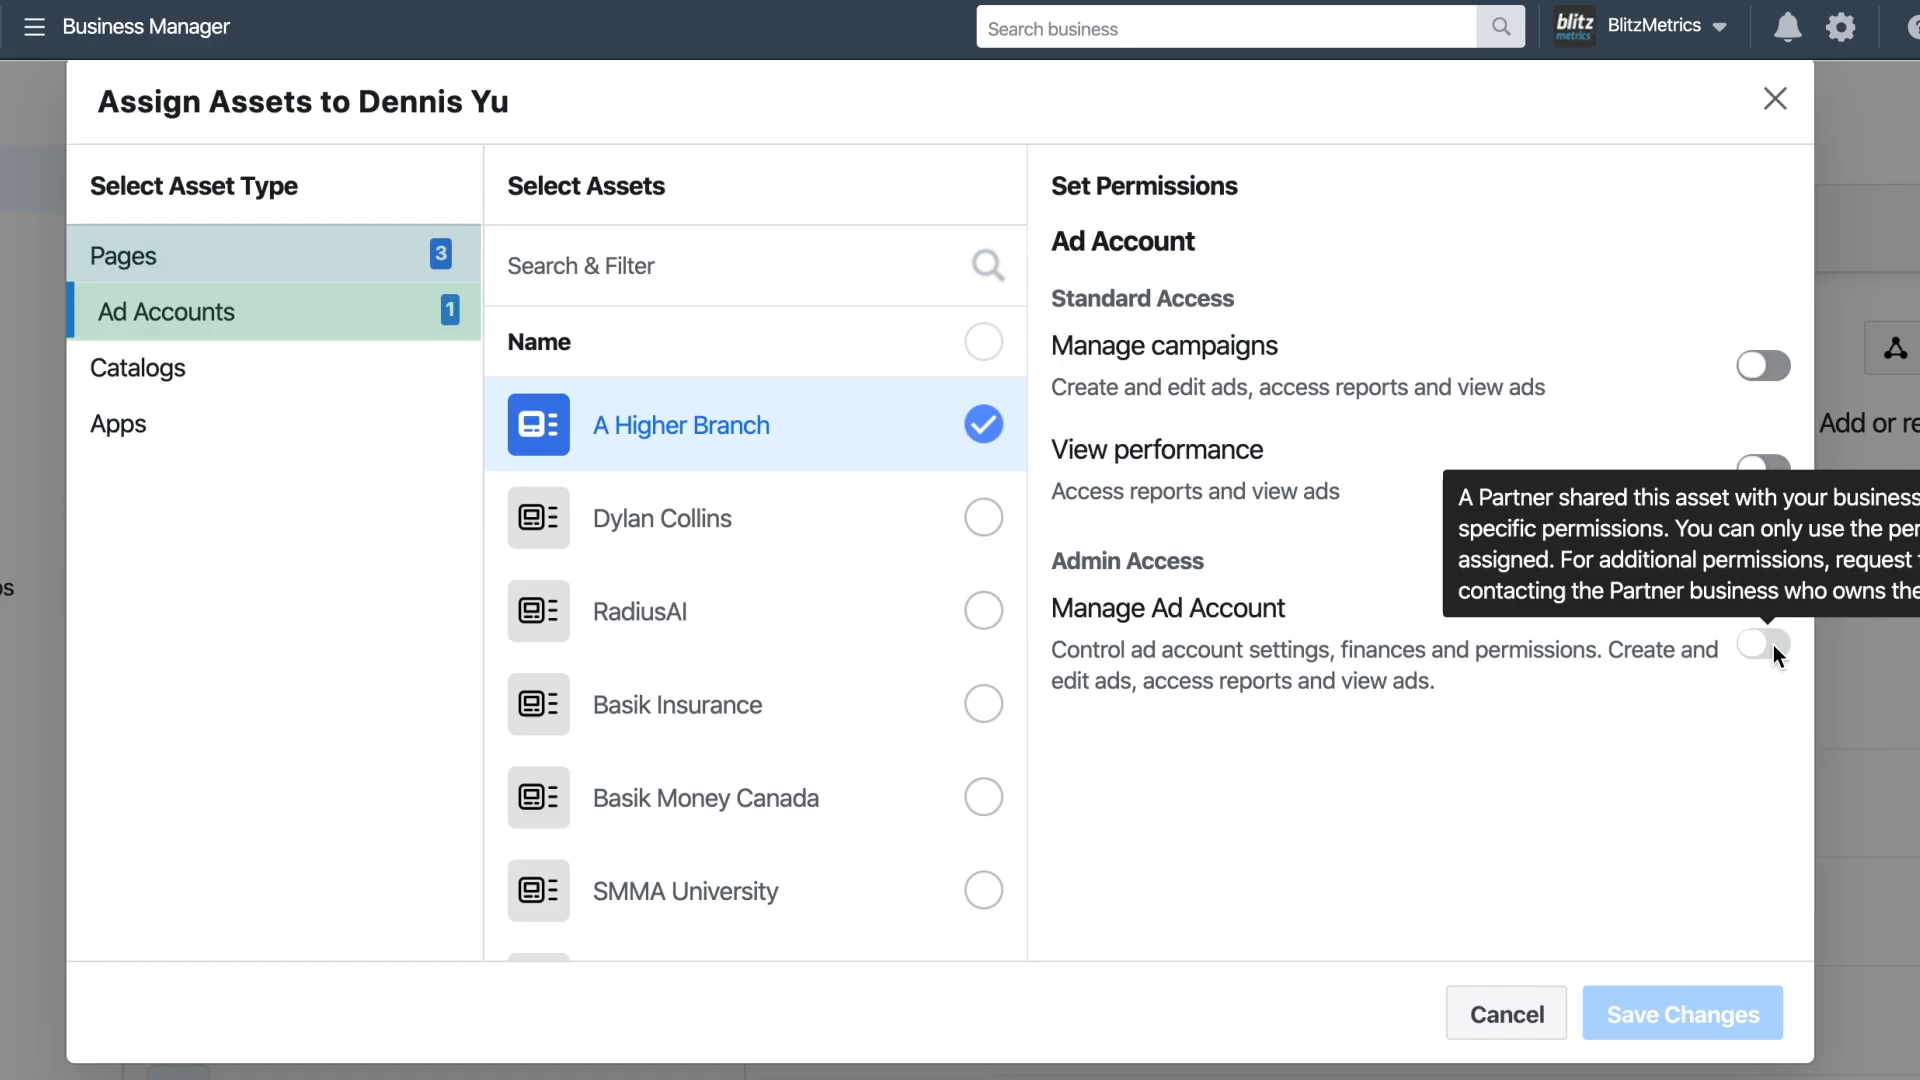 Business Manager
Search business
blitz
metrics
BlitzMetrics
Assign Assets to Dennis Yu
Select Asset Type
Pages
3
Ad Accounts
1
Catalogs
Apps
Select Assets
Search & Filter
Name
A Higher Branch
Dylan Collins
RadiusAI
Basik Insurance
Basik Money Canada
SMMA University
Set Permissions
Ad Account
Standard Access
Manage campaigns
Create and edit ads, access reports and view ads
View performance
Access reports and view ads
A Partner shared this asset with your business
specific permissions. You can only use the per
assigned. For additional permissions, request
contacting the Partner business who owns the
Admin Access
Manage Ad Account
Control ad account settings, finances and permissions. Create and
edit ads, access reports and view ads.
Add or re
Cancel
Save Changes